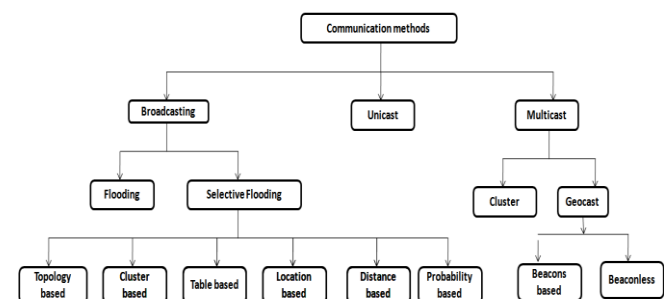 Communication methods
Broadcasting
Unicast
Multicast
Flooding
Selective Flooding
Cluster
Geocast
Topology
based
Cluster
based
Table based
Location
based
Distance
based
Probability
based
Beacons
based
Beaconless